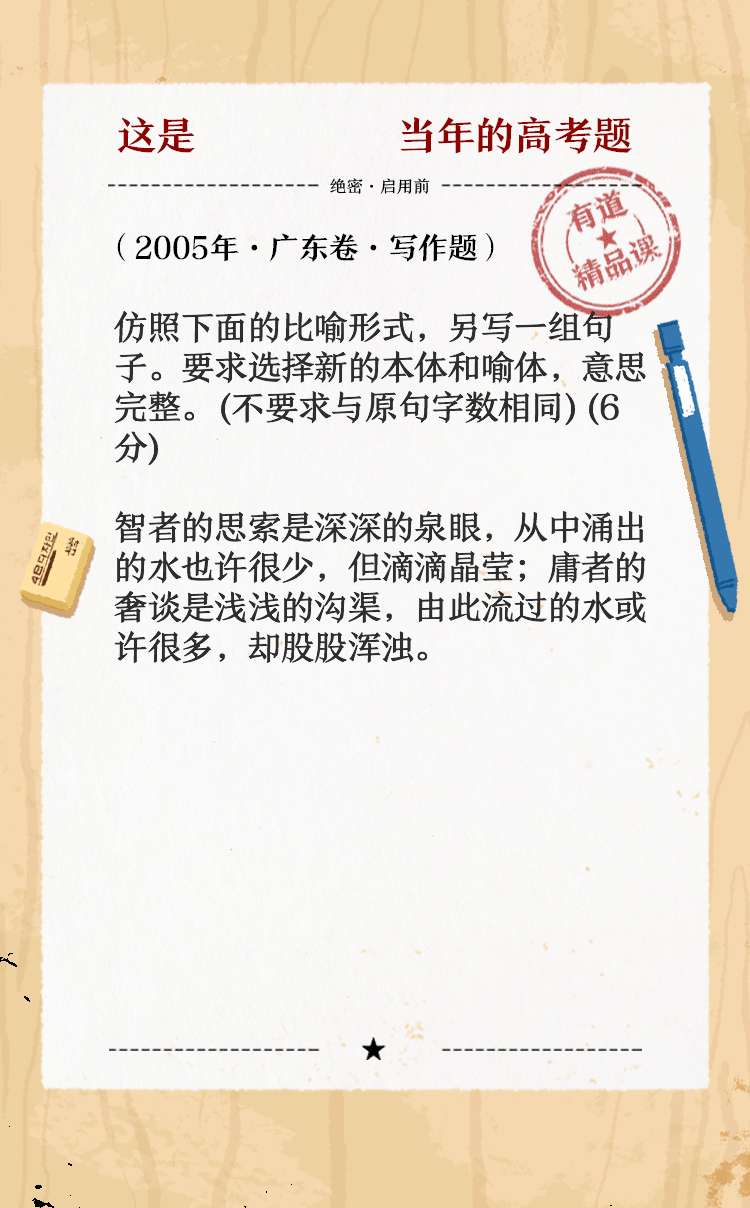 这是 当年的高考题
绝密·启用前
有道
精品课
（2005年·广东卷·写作题）
仿照下面的比喻形式，另写一组句
子。要求选择新的本体和喻体，意思
完整。(不要求与原句字数相同) (6
分)
智者的思索是深深的泉眼，从中涌出
的水也许很少，但滴滴晶莹；庸者的
奢谈是浅浅的沟渠，由此流过的水或
许很多，却股股浑浊。